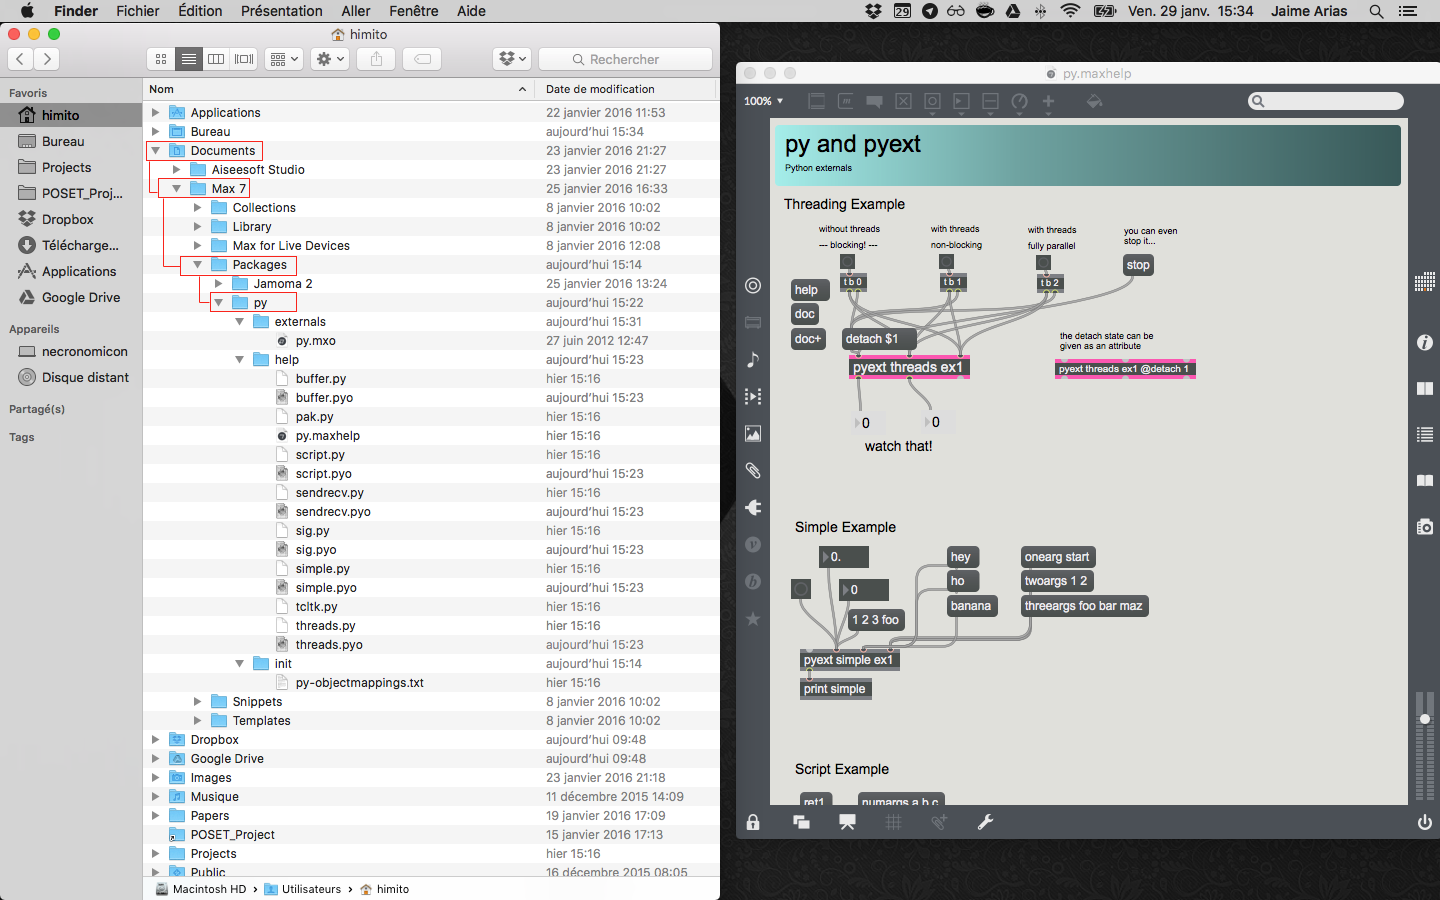 Finder Fichier Édition Présentation Aller Fenêtre Aide
29 Ven. 29 janv. 15:34 Jaime Arias
himito
Rechercher
Favoris
himito
Bureau
Projects
POSET_Proj...
Dropbox
Télécharge...
Applications
Google Drive
Appareils
necronomicon
Disque distant
Partagé(s)
Tags
Nom Date de modification
Applications 22 janvier 2016 11:53
Bureau aujourd'hui 15:34
Documents 23 janvier 2016 21:27
Aiseesoft Studio 23 janvier 2016 21:27
Max 7 25 janvier 2016 16:33
Collections 8 janvier 2016 10:02
Library 8 janvier 2016 10:02
Max for Live Devices 8 janvier 2016 12:08
Packages aujourd'hui 15:14
Jamoma 2 25 janvier 2016 13:24
py aujourd'hui 15:22
externals aujourd'hui 15:31
py.mxo 27 juin 2012 12:47
help aujourd'hui 15:23
buffer.py hier 15:16
buffer.pyo aujourd'hui 15:23
pak.py hier 15:16
py.maxhelp hier 15:16
script.py hier 15:16
script.pyo aujourd'hui 15:23
sendrecv.py hier 15:16
sendrecv.pyo aujourd'hui 15:23
sig.py hier 15:16
sig.pyo aujourd'hui 15:23
simple.py hier 15:16
simple.pyo aujourd'hui 15:23
tcltk.py hier 15:16
threads.py hier 15:16
threads.pyo aujourd'hui 15:23
init aujourd'hui 15:14
py-objectmappings.txt hier 15:16
Snippets 8 janvier 2016 10:02
Templates 8 janvier 2016 10:02
Dropbox aujourd'hui 09:48
Google Drive aujourd'hui 09:48
Images 23 janvier 2016 21:18
Musique 11 décembre 2015 14:09
Papers 19 janvier 2016 17:09
POSET_Project 15 janvier 2016 17:13
Projects hier 15:16
Public 16 décembre 2015 08:05
Macintosh HD › Utilisateurs › himito
py.maxhelp
100%
py and pyext
Python externals
Threading Example
without threads
--- blocking! ---
with threads
non-blocking
with threads
fully parallel
you can even
stop it...
stop
t b 0
t b 1
t b 2
help
doc
doc+
detach $1
pyext threads ex1
the detach state can be
given as an attribute
pyext threads ex1 @detach 1
0
0
watch that!
Simple Example
0.
0
1 2 3 foo
hey
ho
banana
onearg start
twoargs 1 2
threeargs foo bar maz
pyext simple ex1
print simple
Script Example
ret1
numargs a b c